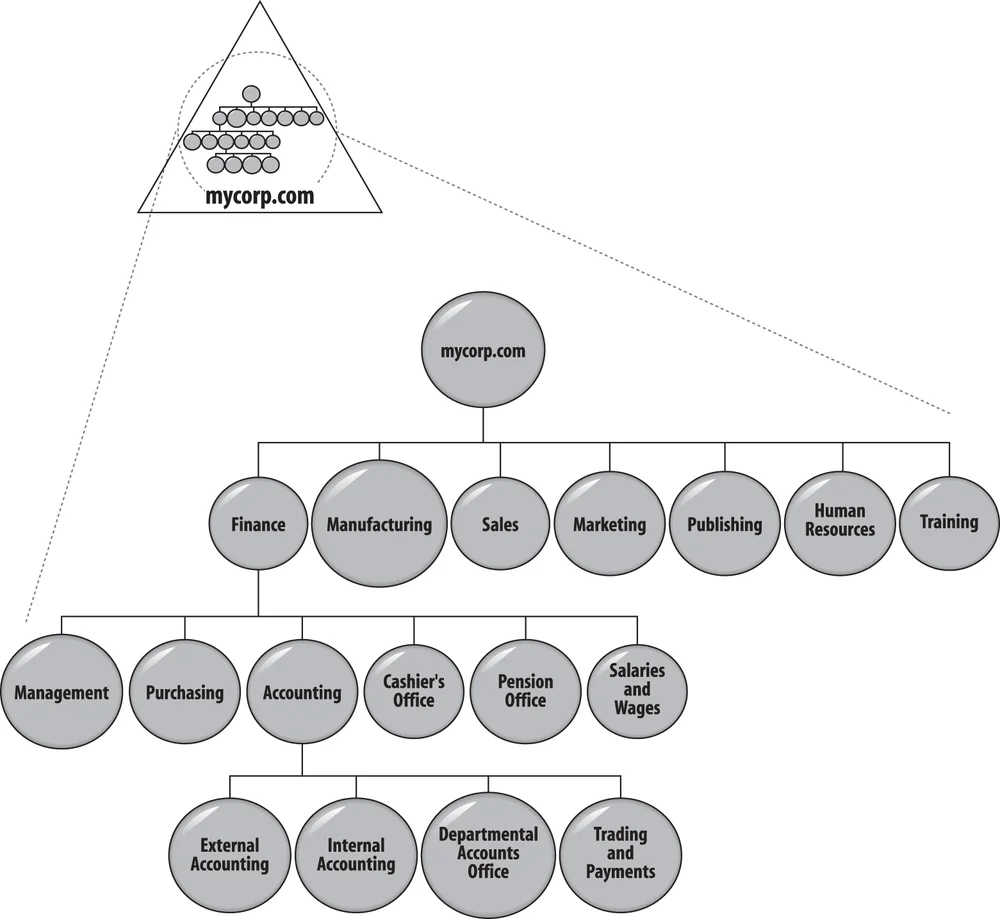 mycorp.com
mycorp.com
Finance
Manufacturing
Sales
Marketing
Publishing
Human
Resources
Training
Management
Purchasing
Accounting
Cashier's
Office
Pension
Office
Salaries
and
Wages
External
Accounting
Internal
Accounting
Departmental
Accounts
Office
Trading
and
Payments